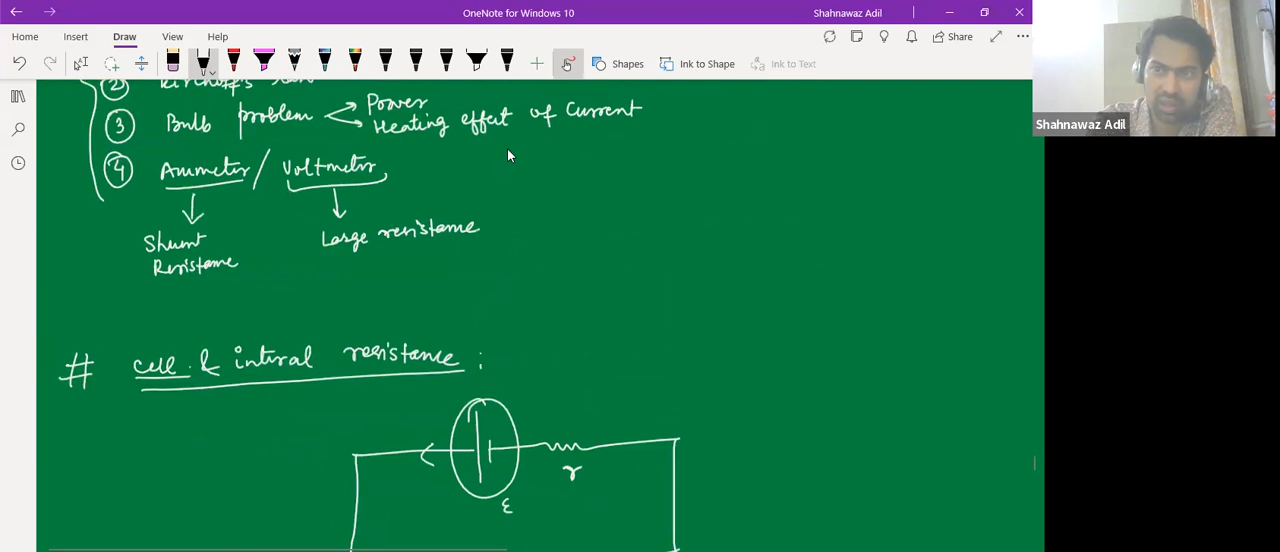 OneNote for Windows 10
Shahnawaz Adil
Home Insert Draw View Help
Share
Shapes
Ink to Shape
Ink to Text
Shahnawaz Adil
2
3 Bulb problem
Power
Heating effect of Current
4 Ammeter / Voltmeter
Shunt
Resistance
Large resistance
# cell & intiral resistance :
r
ε